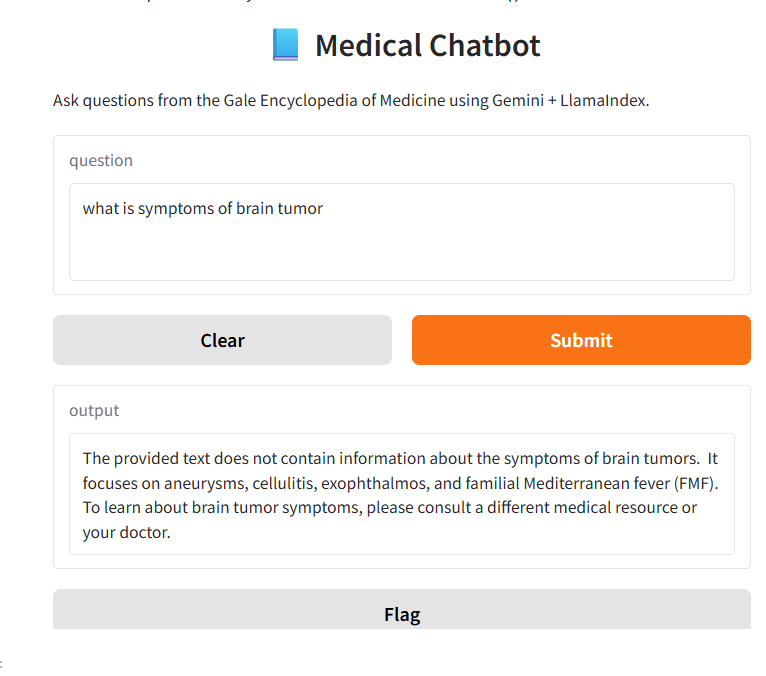 Medical Chatbot
Ask questions from the Gale Encyclopedia of Medicine using Gemini + LlamaIndex.
question
what is symptoms of brain tumor
Clear
Submit
output
The provided text does not contain information about the symptoms of brain tumors. It
focuses on aneurysms, cellulitis, exophthalmos, and familial Mediterranean fever (FMF).
To learn about brain tumor symptoms, please consult a different medical resource or
your doctor.
Flag